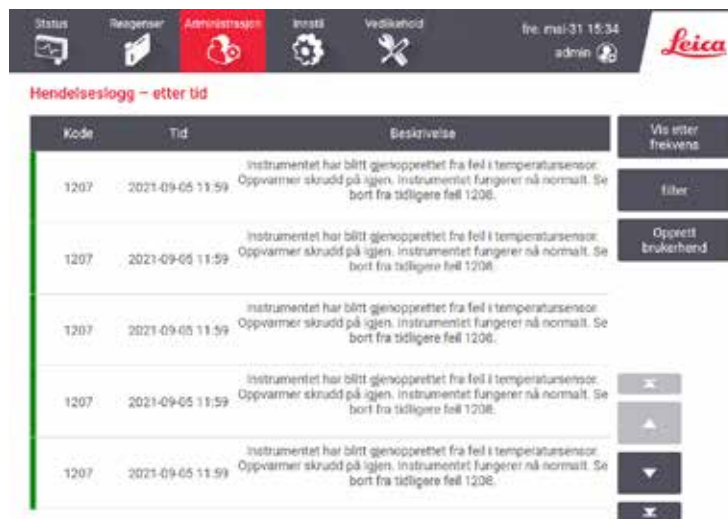 Status Reagenser Administrasjon Innstil Vedlikehold fre. mai-31 15:34
admin Leica
Hendelseslogg – etter tid
Kode Tid Beskrivelse
Vis etter
frekvens
filter
Opprett
brukerhend
Instrumentet har blitt gjenopprettet fra feil i temperatursensor.
1207 2021-09-05 11:59 Oppvarmer skrudd på igjen. Instrumentet fungerer nå normalt. Se
bort fra tidligere feil 1208.
Instrumentet har blitt gjenopprettet fra feil i temperatursensor.
1207 2021-09-05 11:59 Oppvarmer skrudd på igjen. Instrumentet fungerer nå normalt. Se
bort fra tidligere feil 1208.
Instrumentet har blitt gjenopprettet fra feil i temperatursensor.
1207 2021-09-05 11:59 Oppvarmer skrudd på igjen. Instrumentet fungerer nå normalt. Se
bort fra tidligere feil 1208.
Instrumentet har blitt gjenopprettet fra feil i temperatursensor.
1207 2021-09-05 11:59 Oppvarmer skrudd på igjen. Instrumentet fungerer nå normalt. Se
bort fra tidligere feil 1208.
Instrumentet har blitt gjenopprettet fra feil i temperatursensor.
1207 2021-09-05 11:59 Oppvarmer skrudd på igjen. Instrumentet fungerer nå normalt. Se
bort fra tidligere feil 1208.